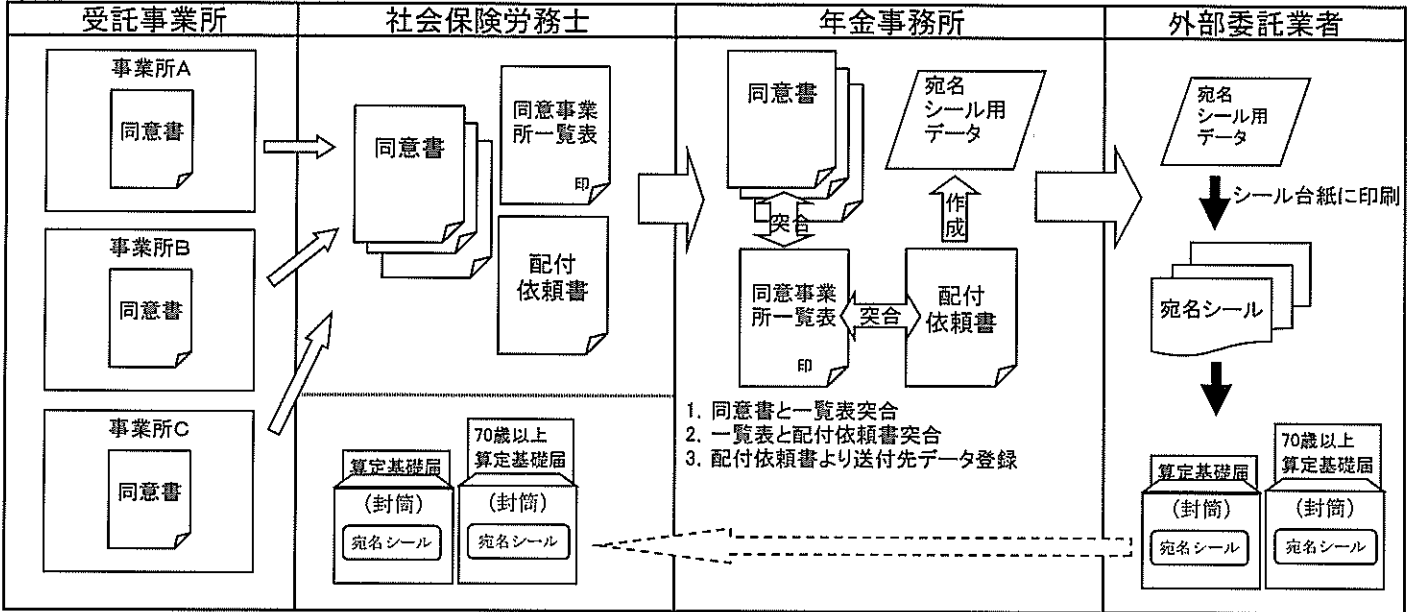 受託事業所
社会保険労務士
年金事務所
外部委託業者
事業所A
同意書
事業所B
同意書
事業所C
同意書
同意書
同意事業
所一覧表
印
配付
依頼書
算定基礎届
(封筒)
宛名シール
70歳以上
算定基礎届
(封筒)
宛名シール
同意書
突合
同意事業
所一覧表
印
突合
配付
依頼書
作成
宛名
シール用
データ
1. 同意書と一覧表突合
2. 一覧表と配付依頼書突合
3. 配付依頼書より送付先データ登録
宛名
シール用
データ
シール台紙に印刷
宛名シール
算定基礎届
(封筒)
宛名シール
70歳以上
算定基礎届
(封筒)
宛名シール